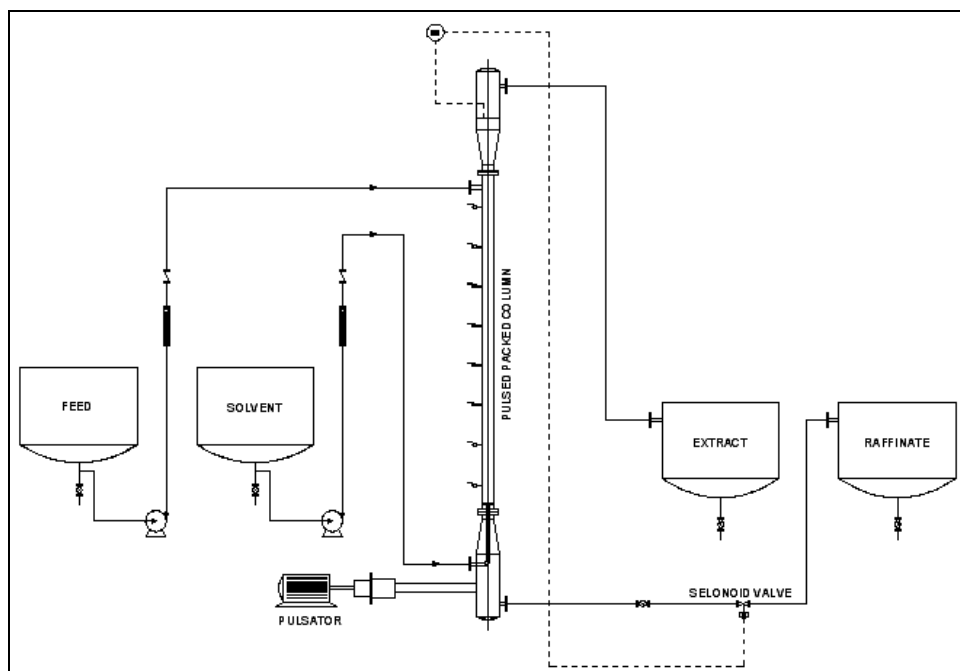 FEED
SOLVENT
PULSED PACKED COLUMN
EXTRACT
RAFFINATE
SELONOID VALVE
PULSATOR